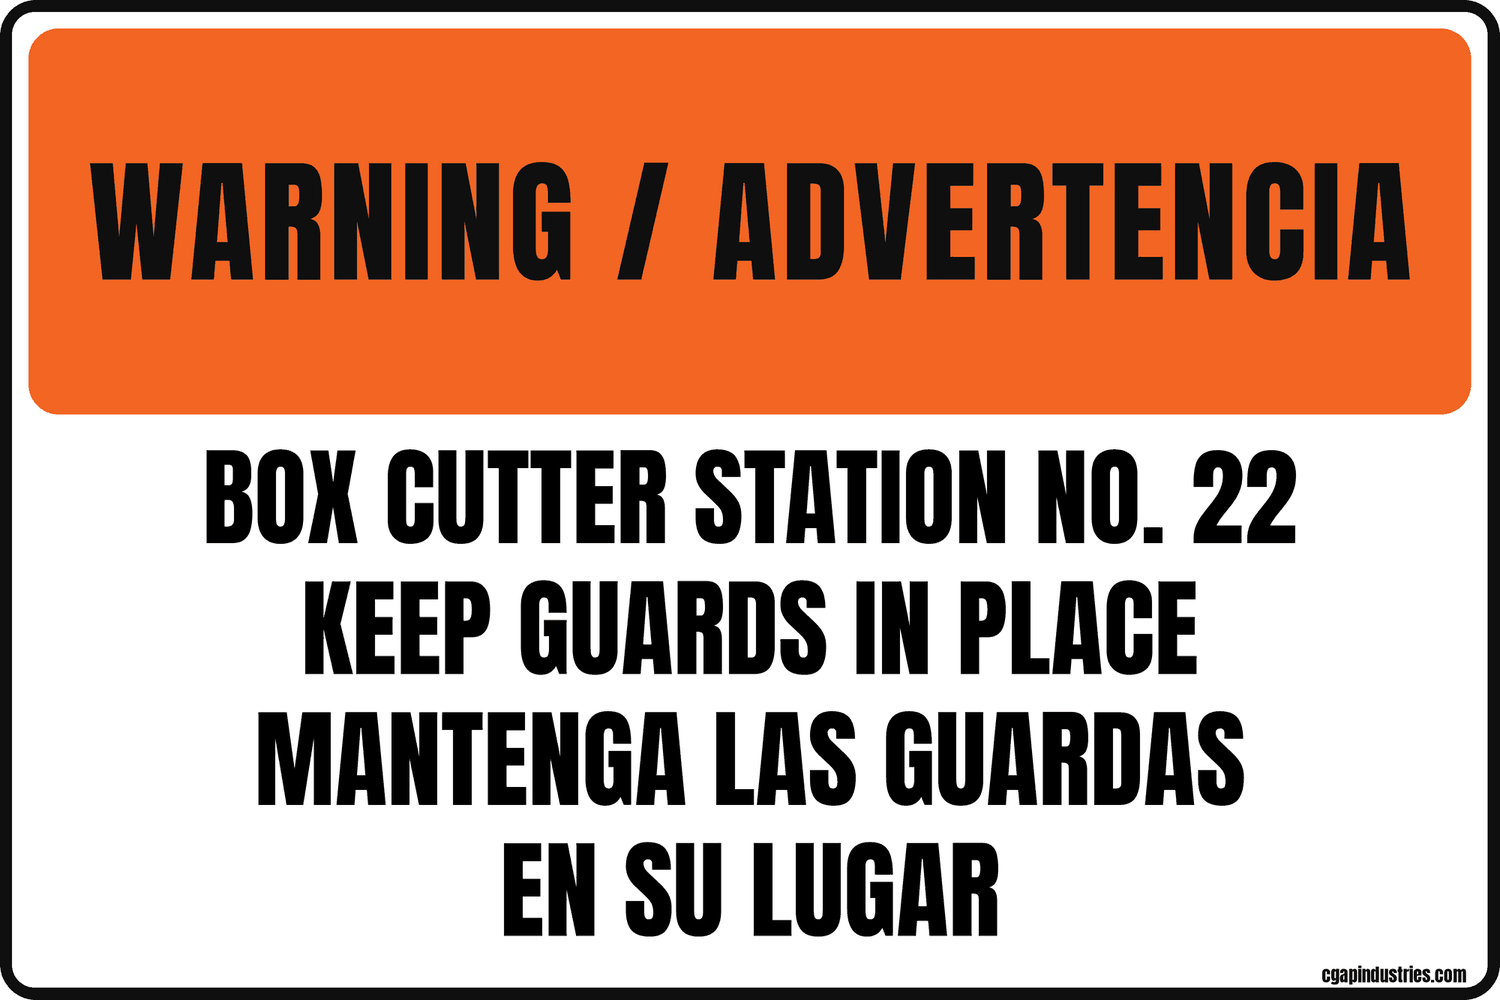 WARNING / ADVERTENCIA
BOX CUTTER STATION NO. 22
KEEP GUARDS IN PLACE
MANTENGA LAS GUARDAS
EN SU LUGAR
cgapindustries.com